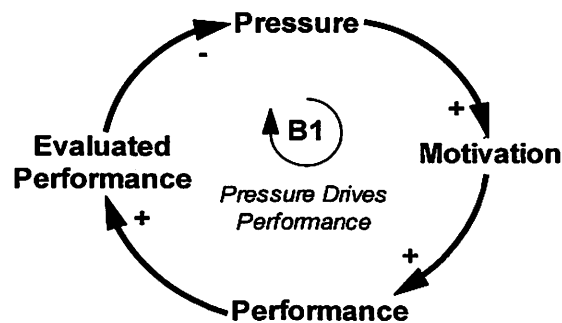 Pressure
-
+
B1
Evaluated
Performance
Motivation
Pressure Drives
Performance
+
+
Performance